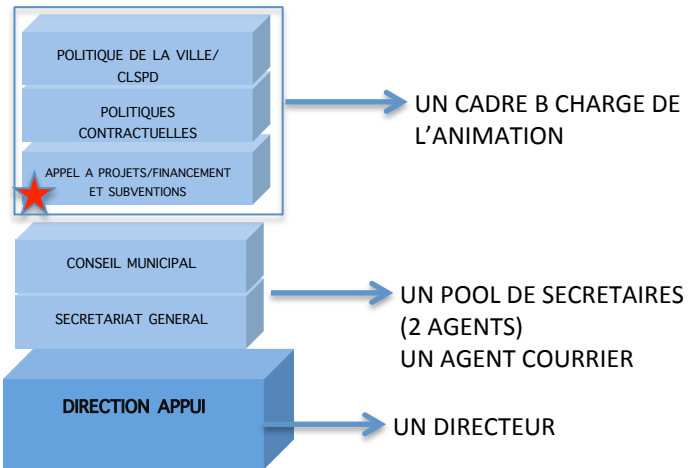 POLITIQUE DE LA VILLE/
CLSPD
POLITIQUES
CONTRACTUELLES
APPEL A PROJETS/FINANCEMENT
ET SUBVENTIONS
UN CADRE B CHARGE DE
L’ANIMATION
CONSEIL MUNICIPAL
SECRETARIAT GENERAL
UN POOL DE SECRETAIRES
(2 AGENTS)
UN AGENT COURRIER
DIRECTION APPUI
UN DIRECTEUR